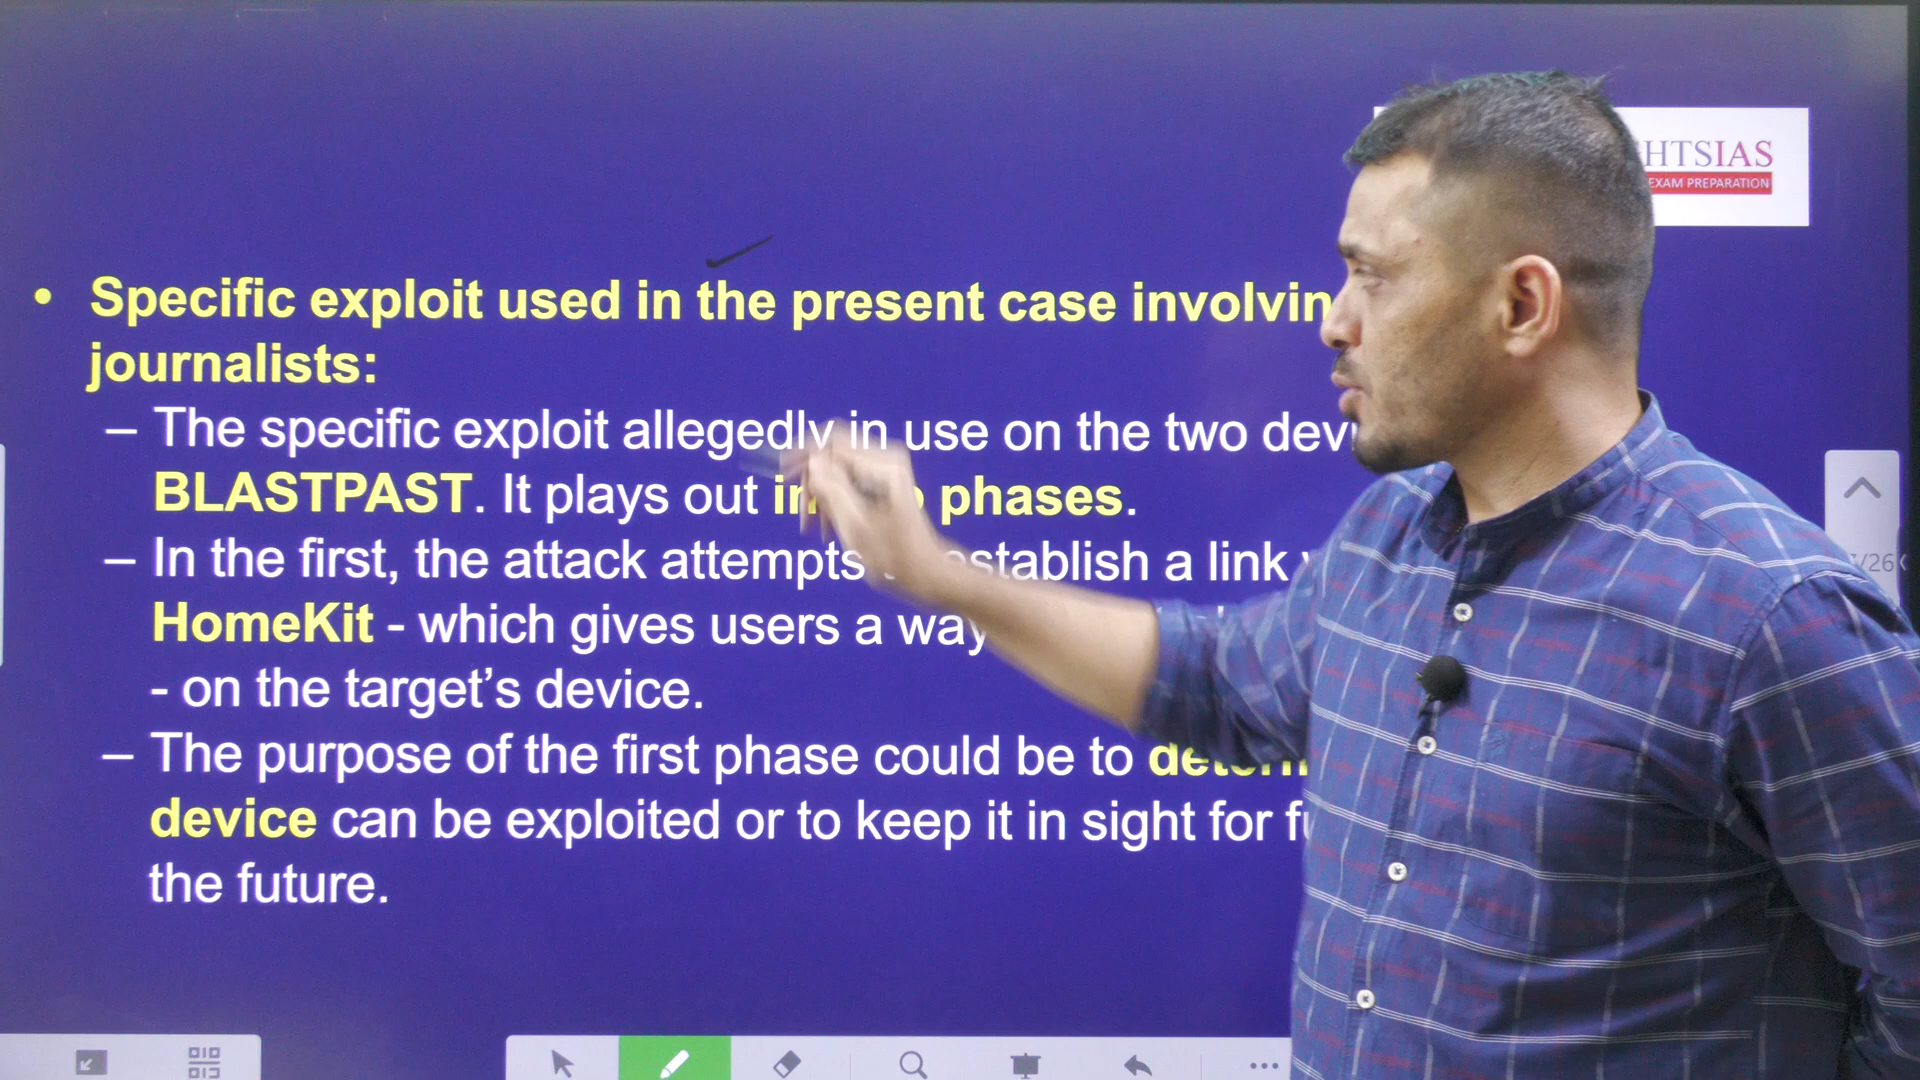 HTSIAS
EXAM PREPARATION
• Specific exploit used in the present case
journalists:
– The specific exploit allegedly in use on the two
BLASTPAST. It plays out phases.
– In the first, the attack attempts establish a link
HomeKit - which gives users a way
- on the target’s device.
– The purpose of the first phase could be to
device can be exploited or to keep it in sight for
the future.
/26